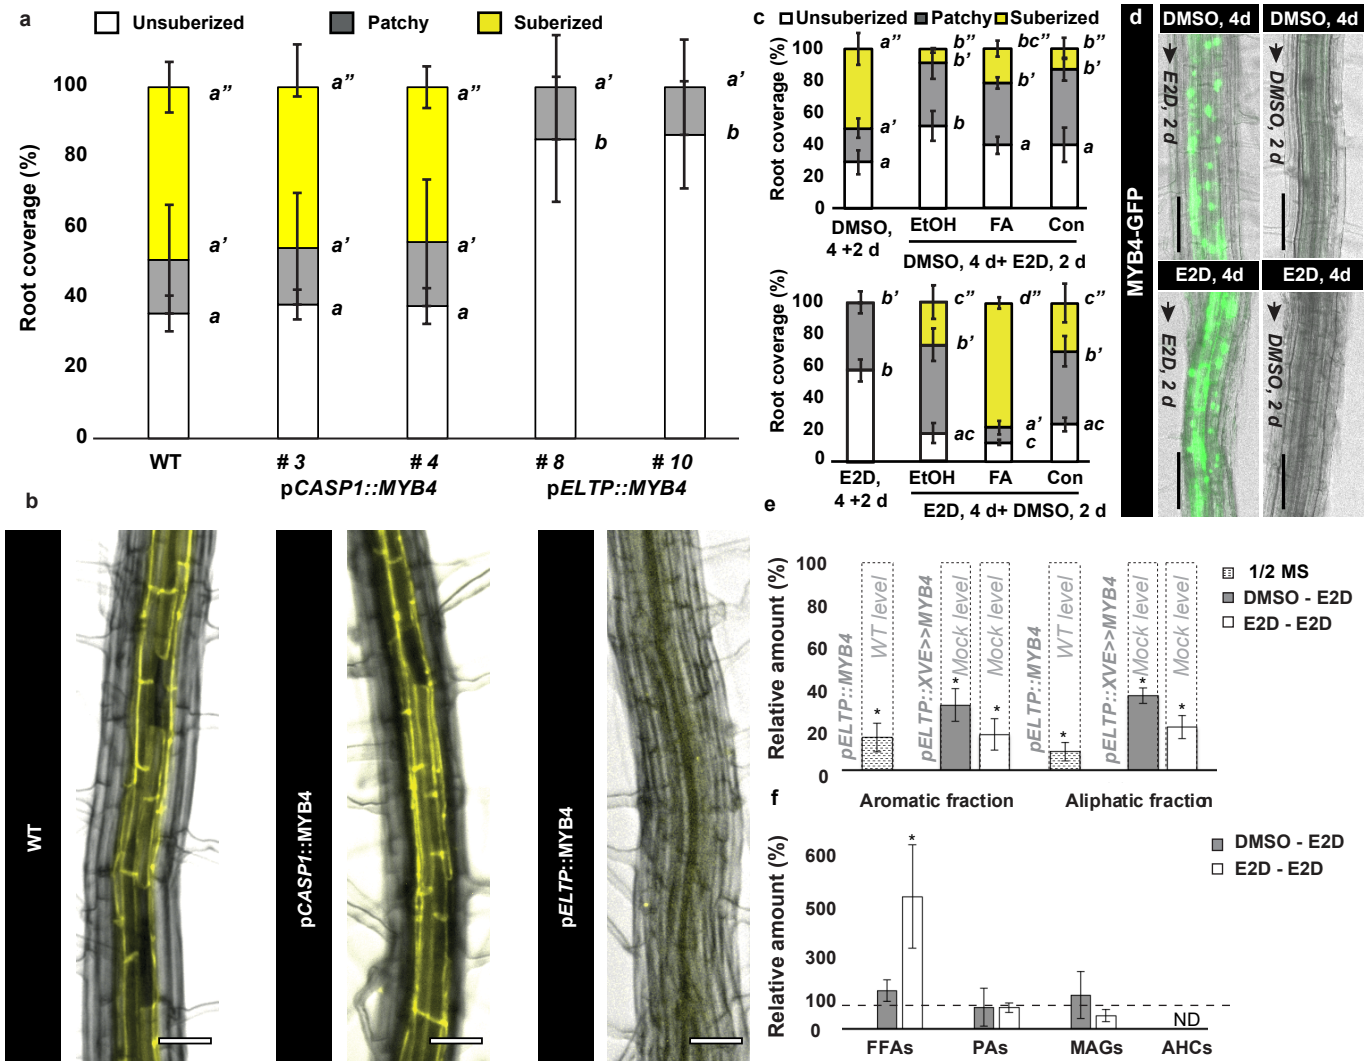 a
Unsuberized Patchy Suberized
Root coverage (%)
100
80
60
40
20
0
a’’
a’
a
a’’
a’
a
a’’
a’
a
a’
b
a’
b
WT # 3 # 4 # 8 # 10
pCASP1::MYB4 pELTP::MYB4
b
WT
pCASP1::MYB4
pELTP::MYB4
c
Unsuberized Patchy Suberized
Root coverage (%)
100
80
60
40
20
0
a’’
a’
a
b’’
b’
b
bc’’
b’
a
b’’
b’
a
DMSO, 4 +2 d
EtOH FA Con
DMSO, 4 d+ E2D, 2 d
Root coverage (%)
100
80
60
40
20
0
b’
b
c’’
b’
ac
d’’
a’
c
c’’
b’
ac
E2D, 4 +2 d
EtOH FA Con
E2D, 4 d+ DMSO, 2 d
d
MYB4-GFP
DMSO, 4d
E2D, 2 d
DMSO, 4d
DMSO, 2 d
E2D, 4d
E2D, 2 d
E2D, 4d
DMSO, 2 d
e
Relative amount (%)
100
80
60
40
20
0
pELTP::MYB4
WT level
*
pELTP::XVE>>MYB4
Mock level
*
Mock level
*
pELTP::MYB4
WT level
*
pELTP::XVE>>MYB4
Mock level
*
Mock level
*
1/2 MS
DMSO - E2D
E2D - E2D
Aromatic fraction Aliphatic fraction
f
Relative amount (%)
600
500
300
100
0
*
ND
DMSO - E2D
E2D - E2D
FFAs PAs MAGs AHCs